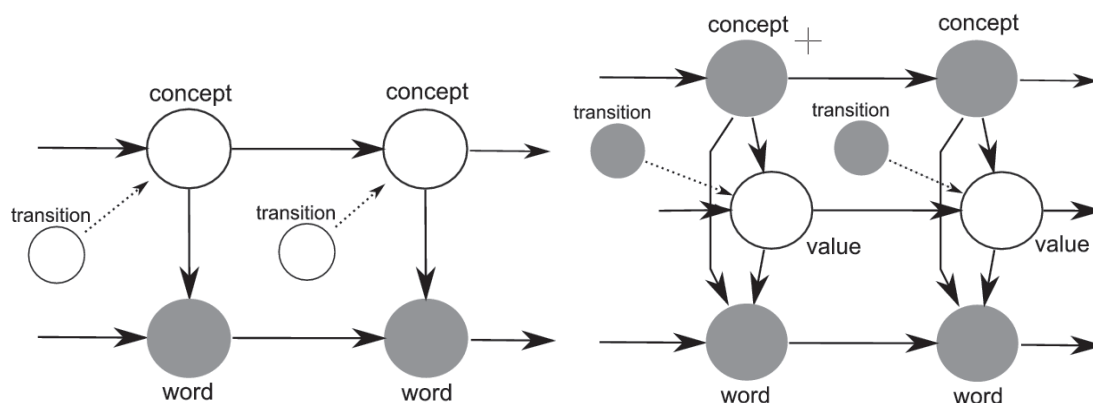 concept
concept
transition
transition
word
word
concept
concept
transition
transition
value
value
word
word